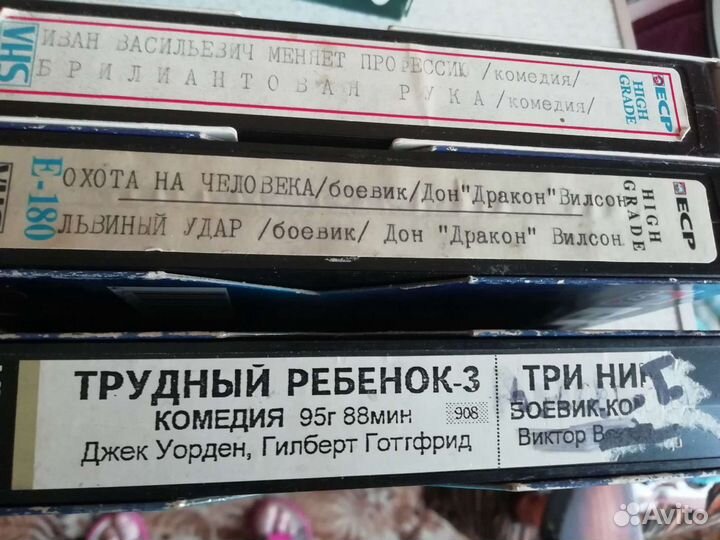 VHS
ИВАН ВАСИЛЬЕВИЧ МЕНЯЕТ ПРОФЕССИЮ /комедия/
БРИЛИАНТОВАЯ РУКА /комедия/
HIGH GRADE
ECP
E-180
ОХОТА НА ЧЕЛОВЕКА/боевик/Дон"Дракон"Вилсон
ЛЬВИНЫЙ УДАР /боевик/ Дон "Дракон" Вилсон
HIGH GRADE
ECP
ТРУДНЫЙ РЕБЕНОК-3
КОМЕДИЯ 95г 88мин 908
Джек Уорден, Гилберт Готтфрид
ТРИ
Виктор
Avito